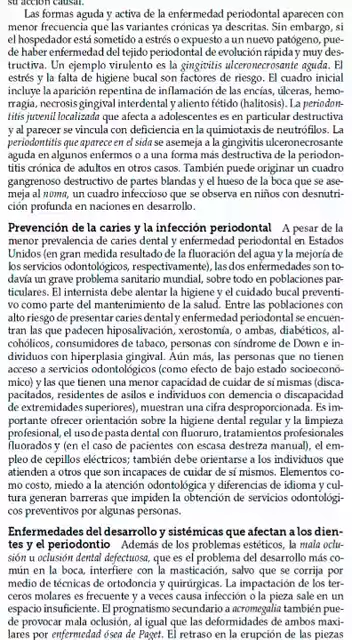 su acción causal.
Las formas aguda y activa de la enfermedad periodontal aparecen con
menor frecuencia que las variantes crónicas ya descritas. Sin embargo, si
el hospedador está sometido a estrés o expuesto a un nuevo patógeno, pue-
de haber enfermedad del tejido periodontal de evolución rápida y muy des-
tructiva. Un ejemplo virulento es la gingivitis ulceronecrosante aguda. El
estrés y la falta de higiene bucal son factores de riesgo. El cuadro inicial
incluye la aparición repentina de inflamación de las encías, úlceras, hemo-
rragia, necrosis gingival interdental y aliento fétido (halitosis). La periodon-
titis juvenil localizada que afecta a adolescentes es en particular destructiva
y al parecer se vincula con deficiencia en la quimiotaxis de neutrófilos. La
periodontitis que aparece en el sida se asemeja a la gingivitis ulceronecrosante
aguda en algunos enfermos o a una forma más destructiva de la periodon-
titis crónica de adultos en otros casos. También puede originar un cuadro
gangrenoso destructivo de partes blandas y el hueso de la boca que se ase-
meja al noma, un cuadro infeccioso que se observa en niños con desnutri-
ción profunda en naciones en desarrollo.
Prevención de la caries y la infección periodontal A pesar de la
menor prevalencia de caries dental y enfermedad periodontal en Estados
Unidos (en gran medida resultado de la fluoración del agua y la mejoría de
los servicios odontológicos, respectivamente), las dos enfermedades son to-
davía un grave problema sanitario mundial, sobre todo en poblaciones par-
ticulares. El internista debe alentar la higiene y el cuidado bucal preventi-
vo como parte del mantenimiento de la salud. Entre las poblaciones con
alto riesgo de presentar caries dental y enfermedad periodontal se encuen-
tran las que padecen hiposalivación, xerostomía, o ambas, diabéticos, al-
cohólicos, consumidores de tabaco, personas con síndrome de Down e in-
dividuos con hiperplasia gingival. Aún más, las personas que no tienen
acceso a servicios odontológicos (como efecto de bajo estado socioeconó-
mico) y las que tienen una menor capacidad de cuidar de sí mismas (disca-
pacitados, residentes de asilos e individuos con demencia o discapacidad
de extremidades superiores), muestran una cifra desproporcionada. Es im-
portante ofrecer orientación sobre la higiene dental regular y la limpieza
profesional, el uso de pasta dental con fluoruro, tratamientos profesionales
fluorados y (en el caso de pacientes con escasa destreza manual), el em-
pleo de cepillos eléctricos; también debe orientarse a los individuos que
atienden a otros que son incapaces de cuidar de sí mismos. Elementos co-
mo costo, miedo a la atención odontológica y diferencias de idioma y cul-
tura generan barreras que impiden la obtención de servicios odontológi-
cos preventivos por algunas personas.
Enfermedades del desarrollo y sistémicas que afectan a los dien-
tes y el periodontio Además de los problemas estéticos, la mala oclu-
sión u oclusión dental defectuosa, que es el problema del desarrollo más co-
mún en la boca, interfiere con la masticación, salvo que se corrija por
medio de técnicas de ortodoncia y quirúrgicas. La impactación de los ter-
ceros molares es frecuente y a veces causa infección o la pieza sale en un
espacio insuficiente. El prognatismo secundario a acromegalia también pue-
de provocar mala oclusión, al igual que las deformidades de ambos maxi-
lares por enfermedad ósea de Paget. El retraso en la erupción de las piezas